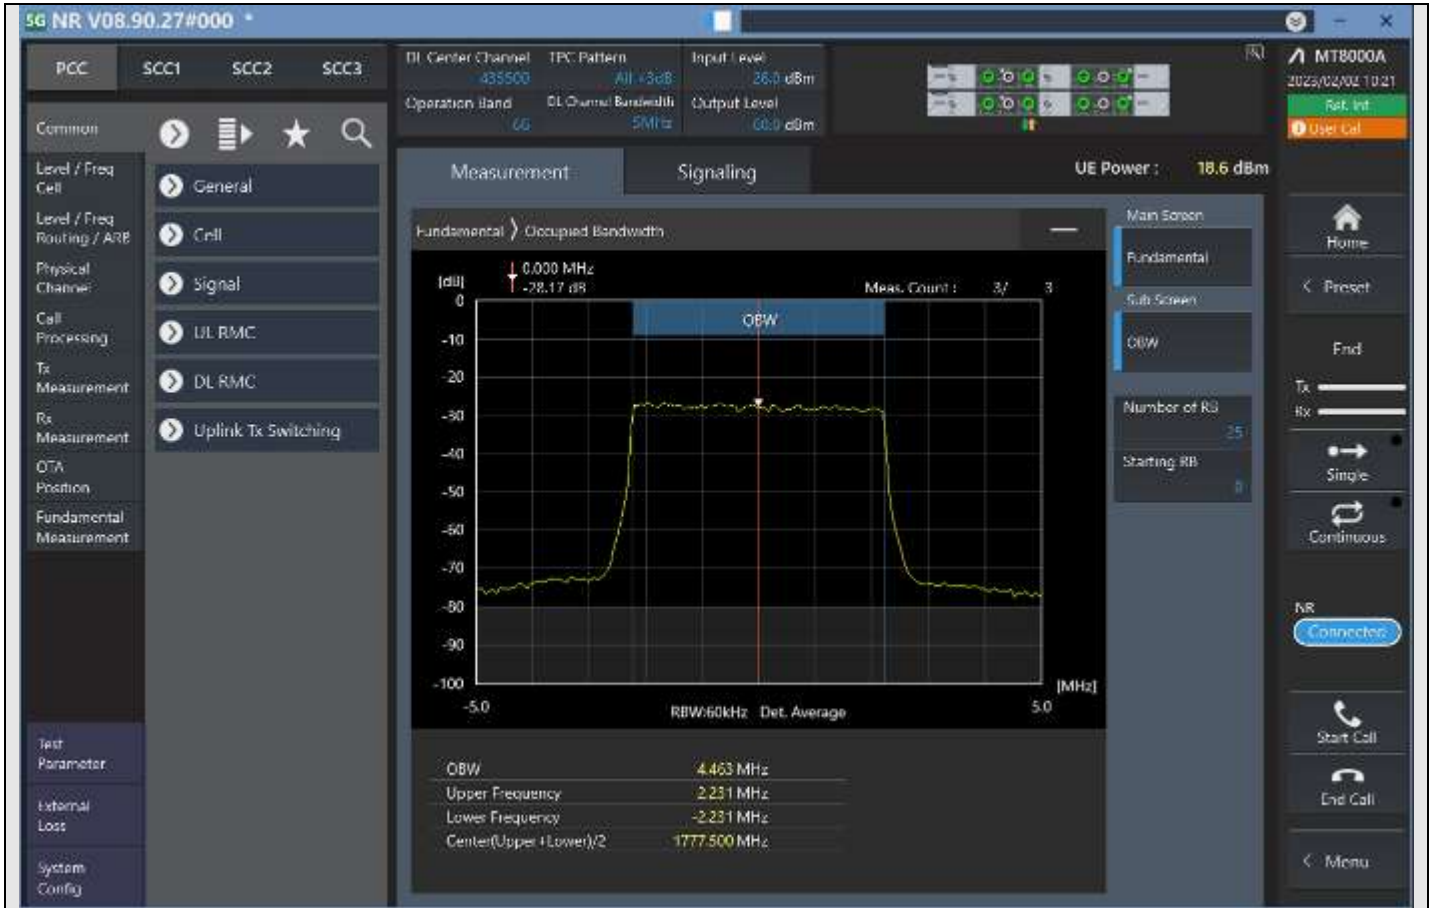 5G NR V08.90.27#000 *
PCC SCC1 SCC2 SCC3
Common
Level / Freq
Cell
Level / Freq
Routing / ARB
Physical
Channel
Call
Processing
Tx
Measurement
Rx
Measurement
OTA
Position
Fundamental
Measurement
Test
Parameter
External
Loss
System
Config
General
Cell
Signal
UL RMC
DL RMC
Uplink Tx Switching
DL Center Channel TPC Pattern Input Level
435500 All +3dB 26.0 dBm
Operation Band DL Channel Bandwidth Output Level
66 5MHz dBm
Measurement Signaling
UE Power : 18.6 dBm
Fundamental Occupied Bandwidth
[dB] 0.000 MHz
-28.17 dB Meas. Count : 3/ 3
OBW
0
-10
-20
-30
-40
-50
-60
-70
-80
-90
-100
[MHz]
-5.0 RBW:60kHz Det. Average 5.0
OBW 4.463 MHz
Upper Frequency 2.231 MHz
Lower Frequency -2.231 MHz
Center(Upper+Lower)/2 1777.500 MHz
Main Screen
Fundamental
Sub Screen
OBW
Number of RB
25
Starting RB
0
MT8000A
2023/02/02 10:21
Ref. Int
User Cal
Home
< Preset
End
Tx
Rx
Single
Continuous
NR
Connected
Start Call
End Call
< Menu